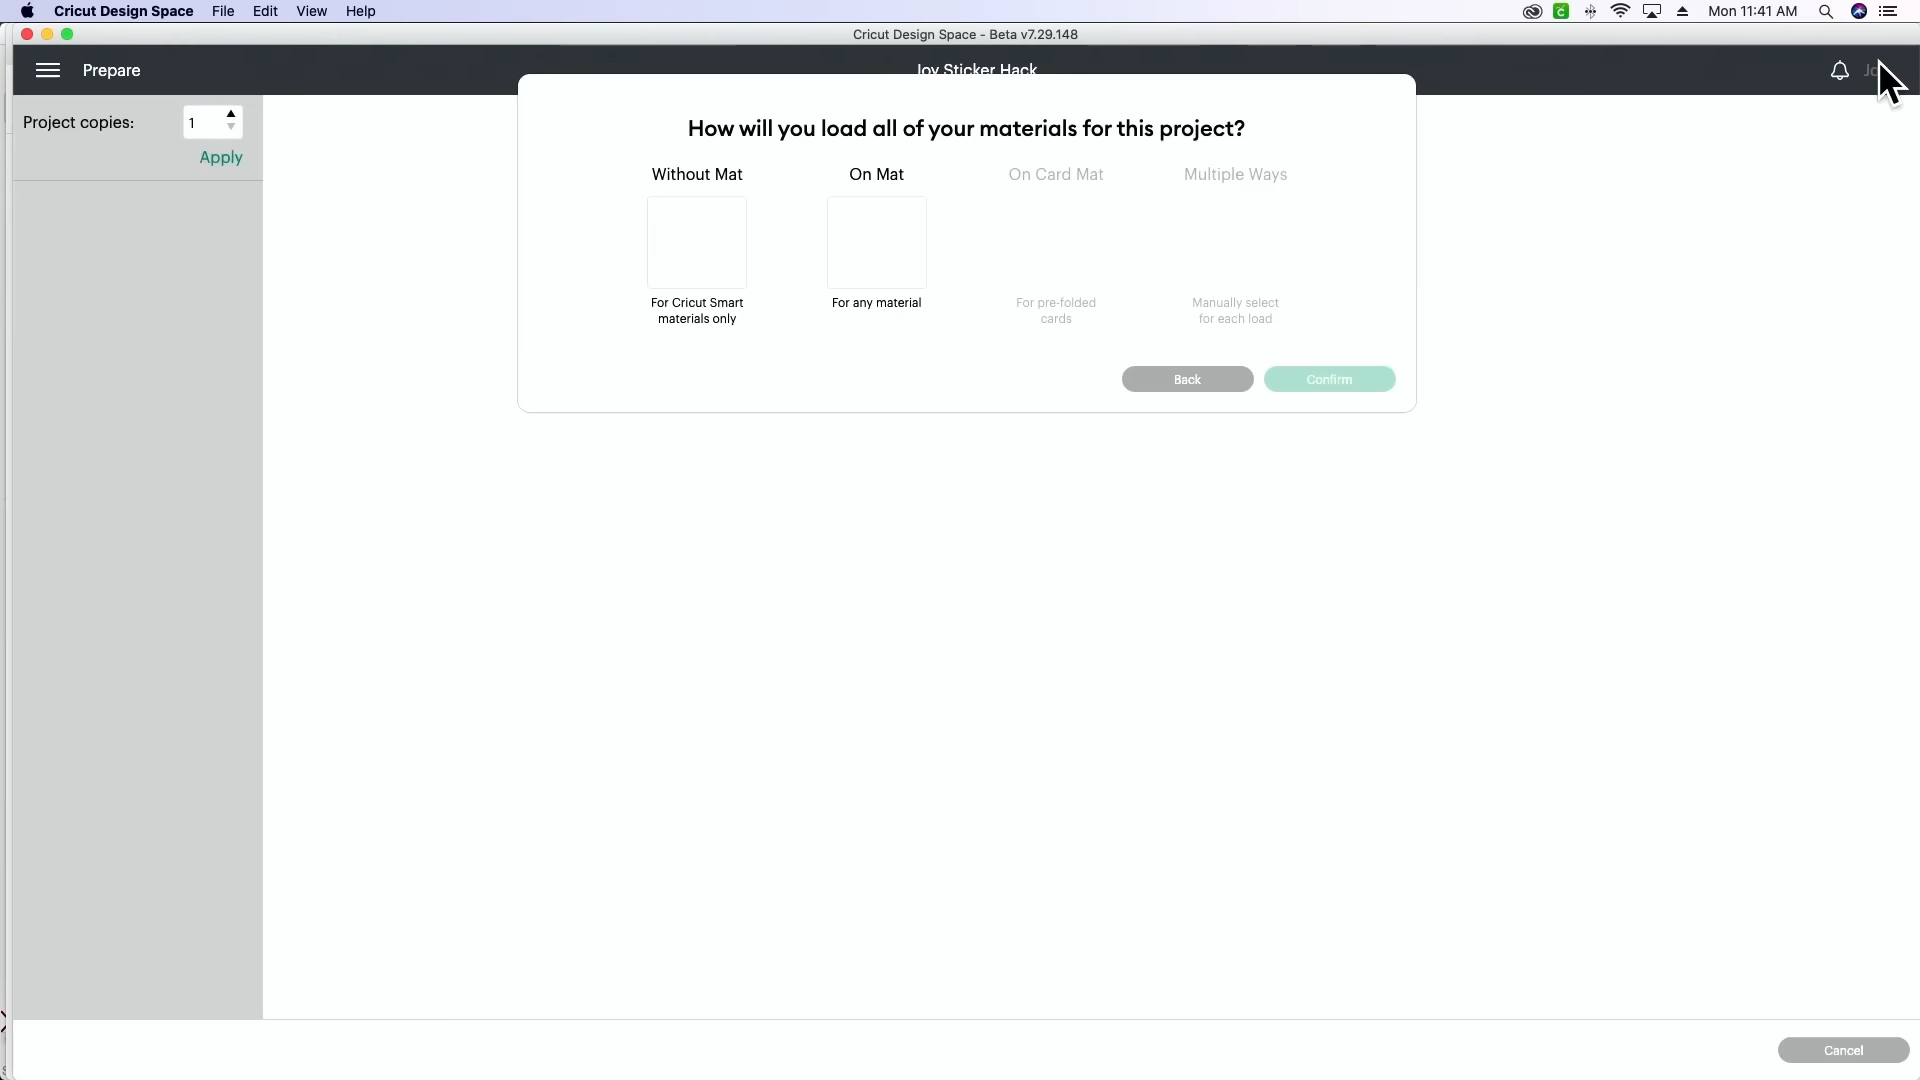 Cricut Design Space File Edit View Help
Mon 11:41 AM
Cricut Design Space - Beta v7.29.148
Prepare
Joy Sticker Hack
Project copies:
1
Apply
How will you load all of your materials for this project?
Without Mat
On Mat
On Card Mat
Multiple Ways
For Cricut Smart
materials only
For any material
For pre-folded
cards
Manually select
for each load
Back
Confirm
Cancel